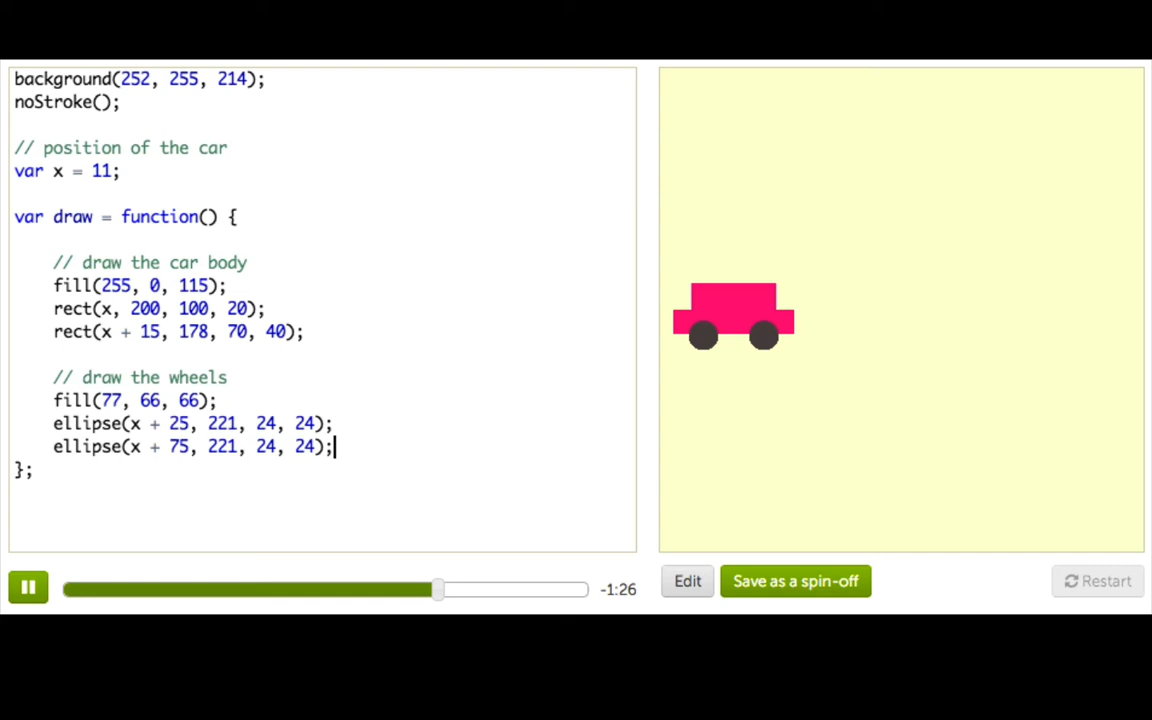 background(252, 255, 214);
noStroke();
// position of the car
var x = 11;
var draw = function() {
// draw the car body
fill(255, 0, 115);
rect(x, 200, 100, 20);
rect(x + 15, 178, 70, 40);
// draw the wheels
fill(77, 66, 66);
ellipse(x + 25, 221, 24, 24);
ellipse(x + 75, 221, 24, 24);
};
-1:26
Edit
Save as a spin-off
Restart